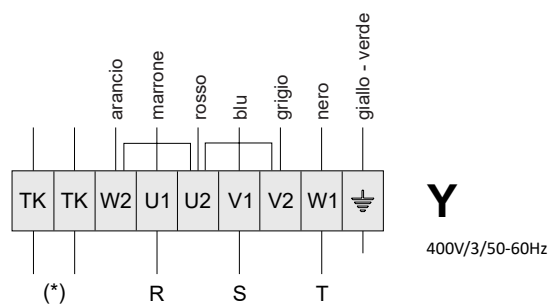 arancio
marrone
rosso
blu
grigio
nero
giallo - verde
TK TK W2 U1 U2 V1 V2 W1
Y
400V/3/50-60Hz
(*) R S T